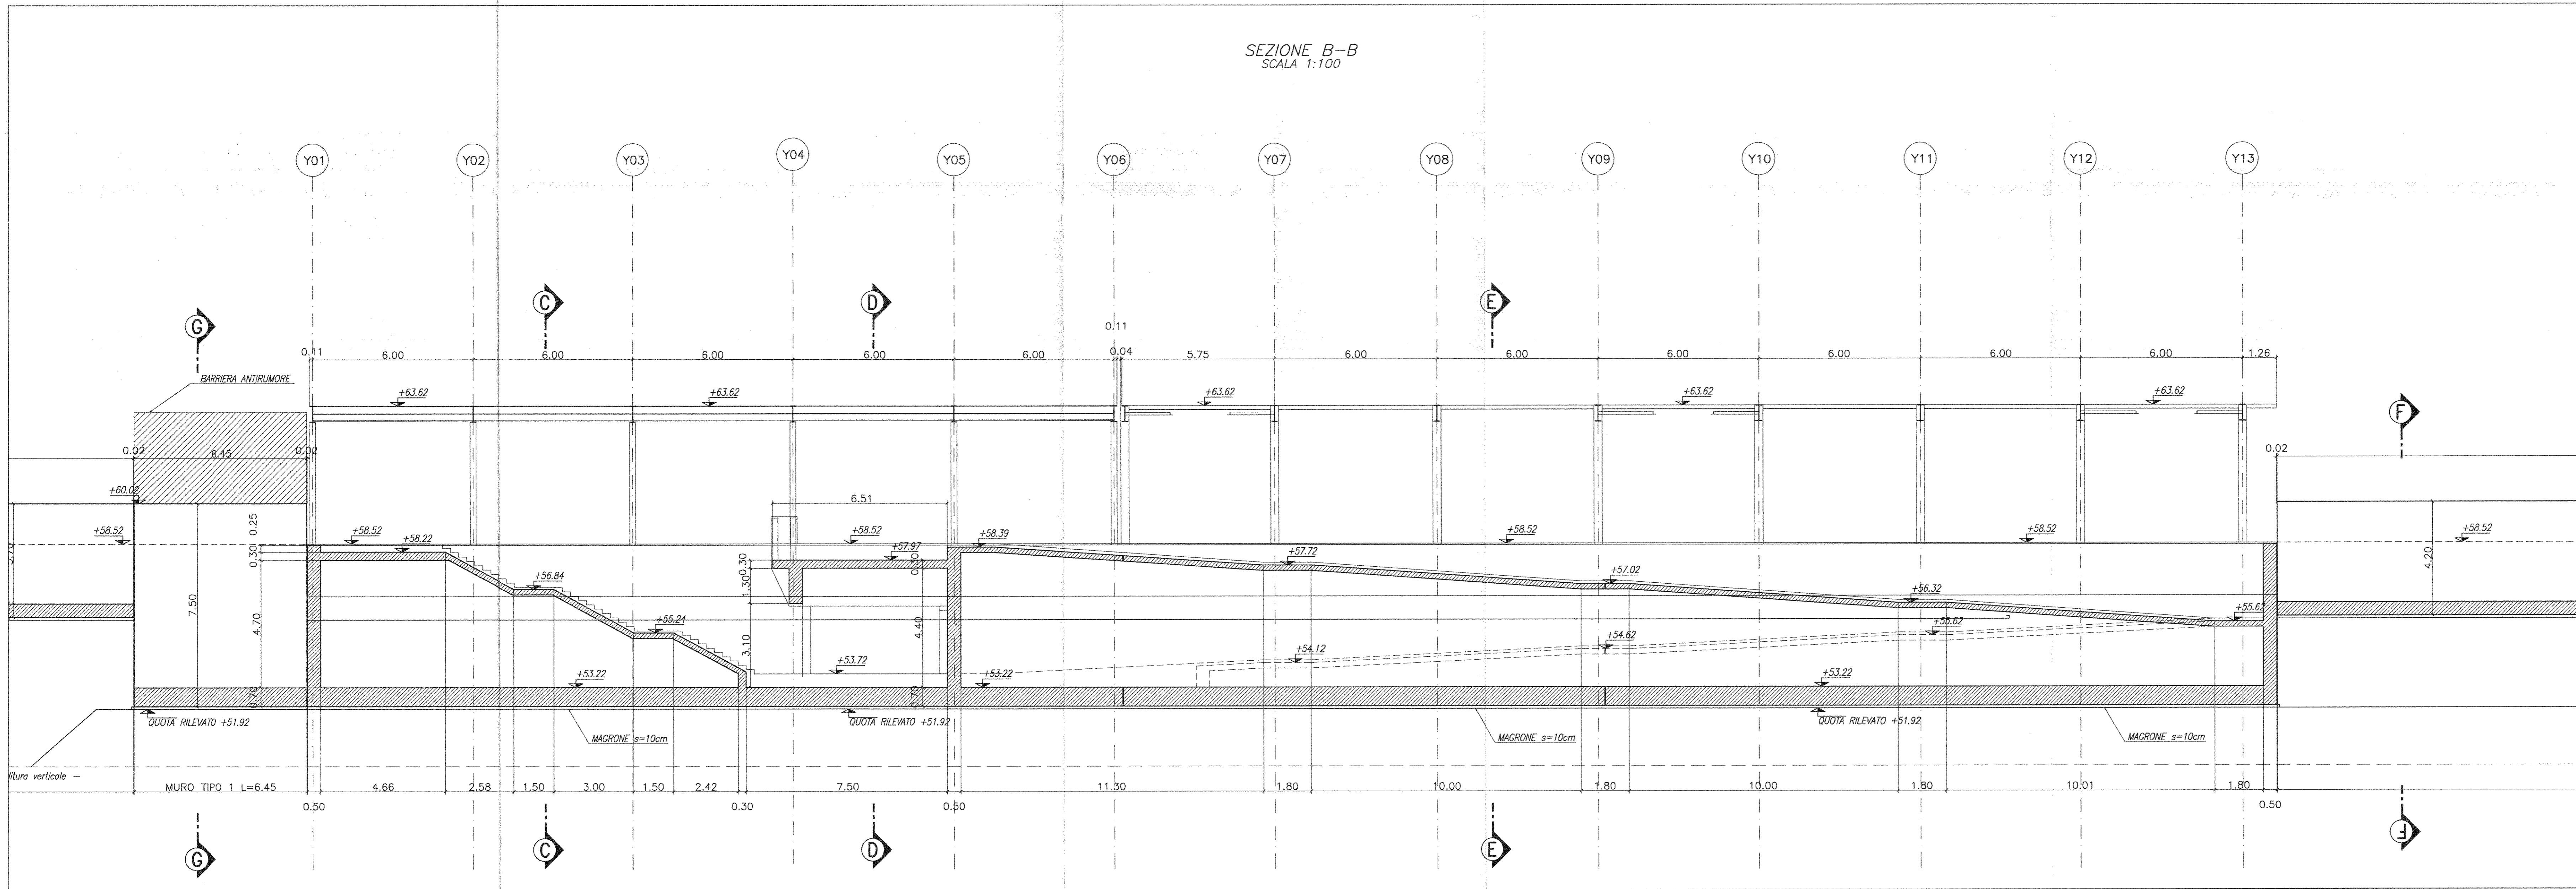 SEZIONE B-B
SCALA 1:100
Y01
Y02
Y03
Y04
Y05
Y06
Y07
Y08
Y09
Y10
Y11
Y12
Y13
G
C
D
E
0.11
0.11
6.00
6.00
6.00
6.00
6.00
0.04
5.75
6.00
6.00
6.00
6.00
6.00
6.00
1.26
BARRIERA ANTIRUMORE
+63.62
+63.62
+63.62
+63.62
+63.62
F
0.02
6.45
0.02
0.02
+60.02
6.51
+58.52
0.25
+58.52
+58.22
+58.52
+58.39
+58.52
+58.52
+58.52
0.30
+57.97
0.30
0.30
+57.72
+57.02
+56.84
1.30
+56.32
4.20
7.50
4.70
+55.21
4.40
+55.62
+55.62
3.10
+54.62
+54.12
+53.72
+53.22
+53.22
+53.22
0.70
0.70
QUOTA RILEVATO +51.92
QUOTA RILEVATO +51.92
QUOTA RILEVATO +51.92
MAGRONE s=10cm
MAGRONE s=10cm
MAGRONE s=10cm
verticale
MURO TIPO 1 L=6.45
4.66
2.58
1.50
3.00
1.50
2.42
7.50
11.30
1.80
10.00
1.80
10.00
1.80
10.01
1.80
0.50
0.30
0.50
0.50
G
C
D
E
F